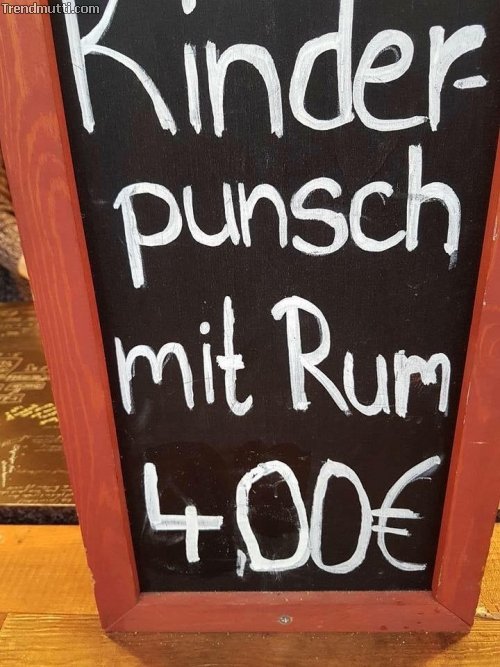 Trendmutti.com
Kinder-
punsch
mit Rum
4,00€